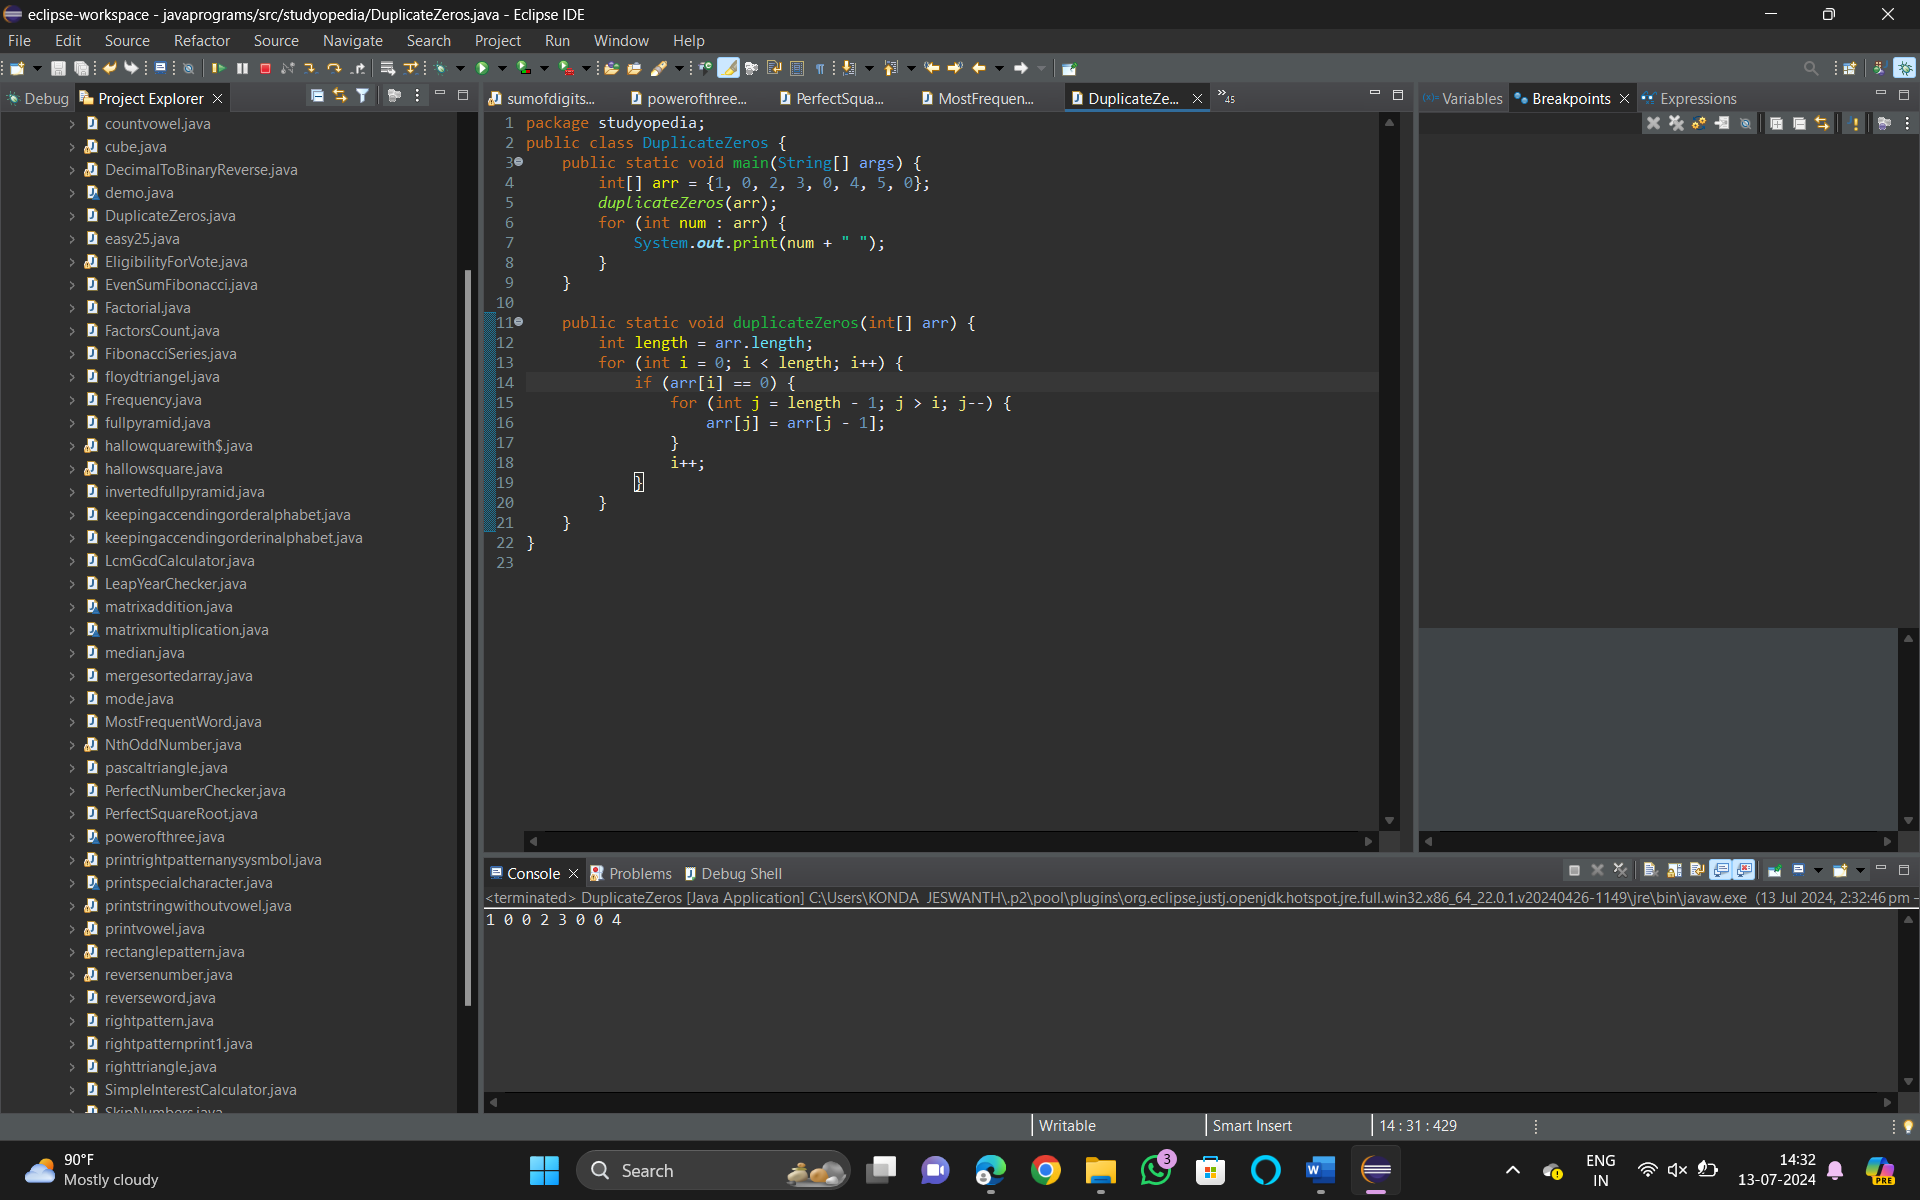 eclipse-workspace - javaprograms/src/studyopedia/DuplicateZeros.java - Eclipse IDE
File Edit Source Refactor Source Navigate Search Project Run Window Help
Debug Project Explorer
countvowel.java
cube.java
DecimalToBinaryReverse.java
demo.java
DuplicateZeros.java
easy25.java
EligibilityForVote.java
EvenSumFibonacci.java
Factorial.java
FactorsCount.java
FibonacciSeries.java
floydtriangel.java
Frequency.java
fullpyramid.java
hallowquarewith$.java
hallowsquare.java
invertedfullpyramid.java
keepingaccendingorderalphabet.java
keepingaccendingorderinalphabet.java
LcmGcdCalculator.java
LeapYearChecker.java
matrixaddition.java
matrixmultiplication.java
median.java
mergesortedarray.java
mode.java
MostFrequentWord.java
NthOddNumber.java
pascaltriangle.java
PerfectNumberChecker.java
PerfectSquareRoot.java
powerofthree.java
printrightpatternanysysmbol.java
printspecialcharacter.java
printstringwithoutvowel.java
printvowel.java
rectanglepattern.java
reversenumber.java
reverseword.java
rightpattern.java
rightpatternprint1.java
righttriangle.java
SimpleInterestCalculator.java
SkipNumbers.java
sumofdigits... powerofthree... PerfectSqua... MostFrequen... DuplicateZe... »45
1 package studyopedia;
2 public class DuplicateZeros {
3 public static void main(String[] args) {
4 int[] arr = {1, 0, 2, 3, 0, 4, 5, 0};
5 duplicateZeros(arr);
6 for (int num : arr) {
7 System.out.print(num + " ");
8 }
9 }
10
11 public static void duplicateZeros(int[] arr) {
12 int length = arr.length;
13 for (int i = 0; i < length; i++) {
14 if (arr[i] == 0) {
15 for (int j = length - 1; j > i; j--) {
16 arr[j] = arr[j - 1];
17 }
18 i++;
19 }
20 }
21 }
22 }
23
Variables Breakpoints Expressions
Console Problems Debug Shell
<terminated> DuplicateZeros [Java Application] C:\Users\KONDA JESWANTH\.p2\pool\plugins\org.eclipse.justj.openjdk.hotspot.jre.full.win32.x86_64_22.0.1.v20240426-1149\jre\bin\javaw.exe (13 Jul 2024, 2:32:46 pm –
1 0 0 2 3 0 0 4
Writable Smart Insert 14 : 31 : 429
90°F
Mostly cloudy
Search
3
ENG
IN
14:32
13-07-2024
PRE